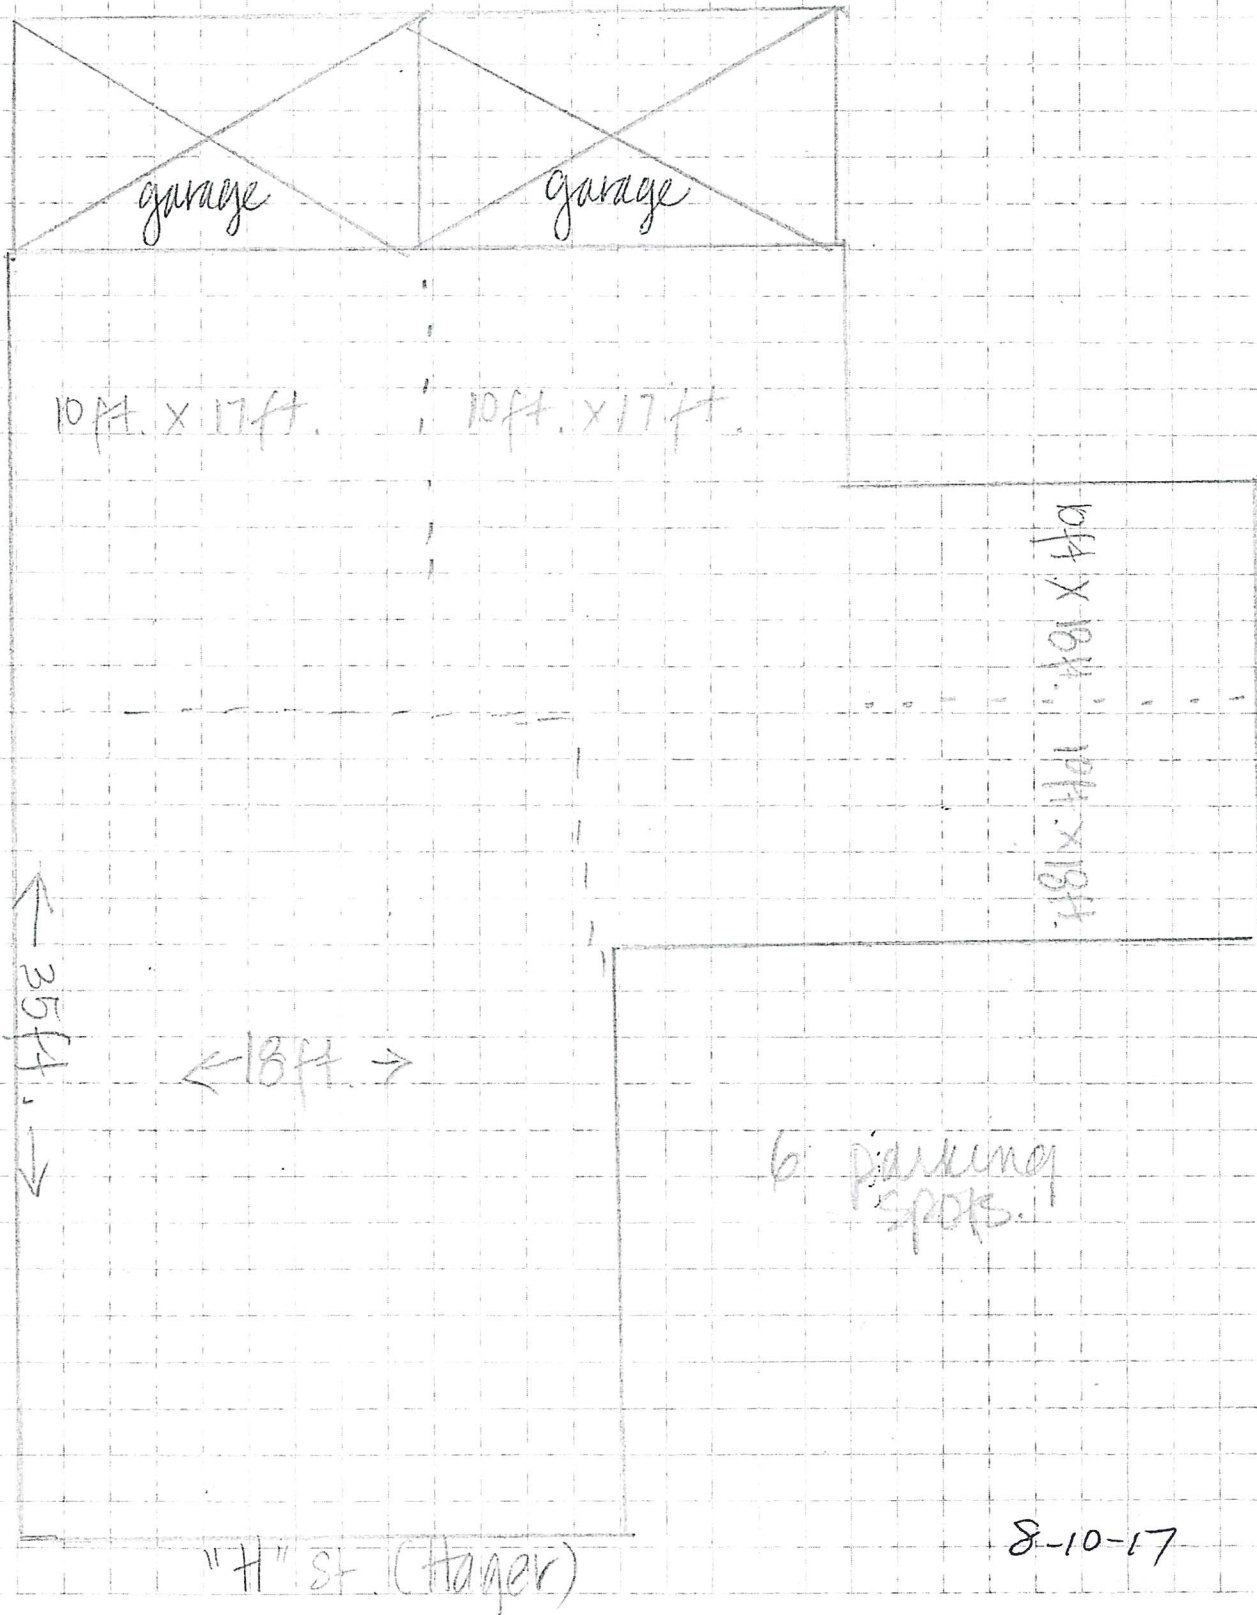 garage
garage
10ft. x 17ft.
10ft. x 17ft.
10ft x 18ft.
10ft. x 18ft.
← 35ft. →
← 18ft. →
6 parking
spots.
"H" St. (Hager)
8-10-17